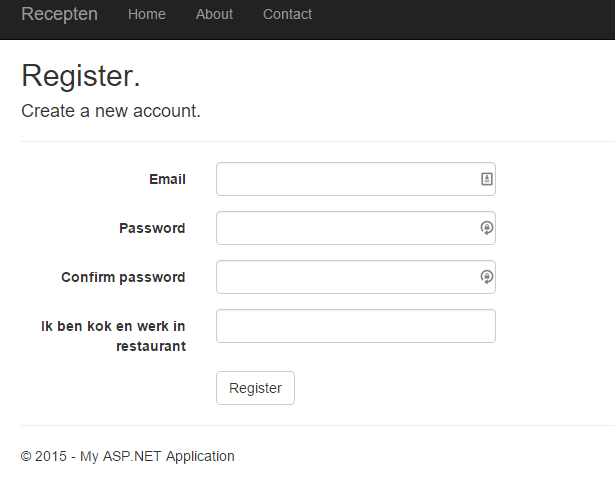 Recepten Home About Contact
Register.
Create a new account.
Email
Password
Confirm password
Ik ben kok en werk in
restaurant
Register
© 2015 - My ASP.NET Application